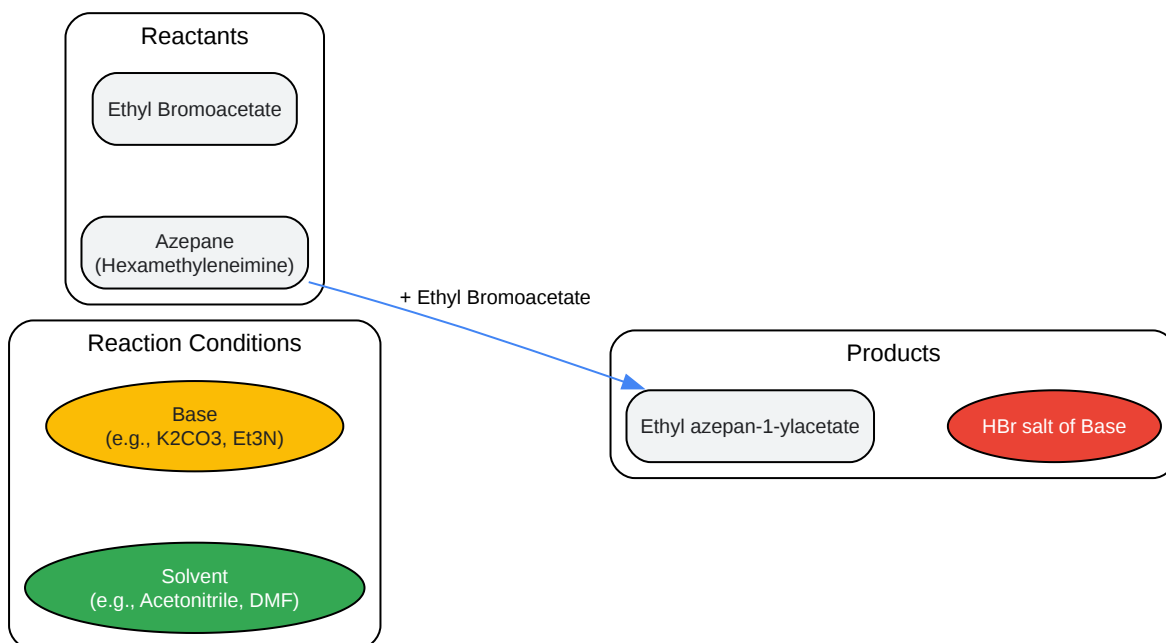 Reactants
Ethyl Bromoacetate
Azepane
(Hexamethyleneimine)
+ Ethyl Bromoacetate
Reaction Conditions
Base
(e.g., K2CO3, Et3N)
Solvent
(e.g., Acetonitrile, DMF)
Products
Ethyl azepan-1-ylacetate
HBr salt of Base